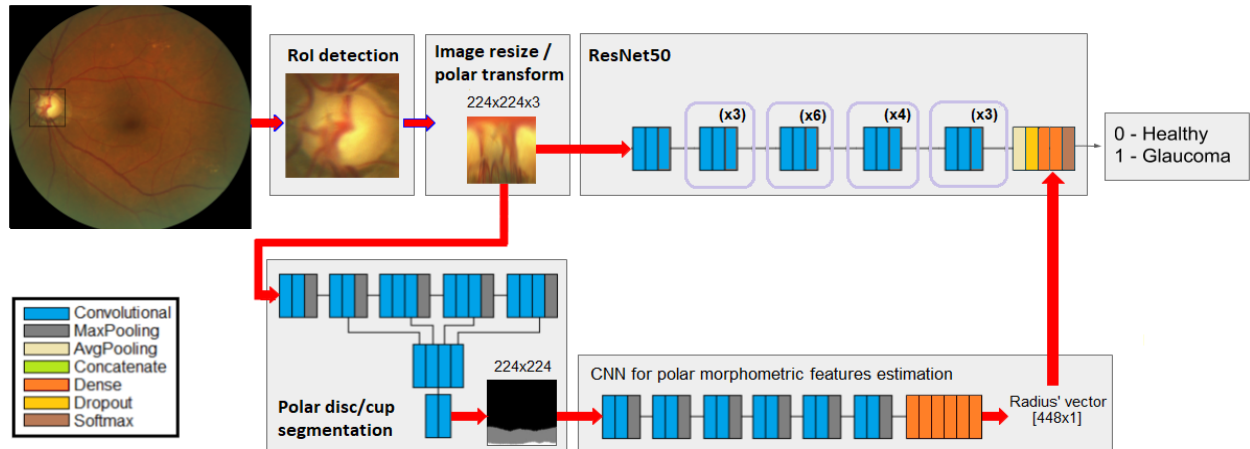 RoI detection
Image resize /
polar transform
224x224x3
ResNet50
(x3)
(x6)
(x4)
(x3)
0 - Healthy
1 - Glaucoma
Convolutional
MaxPooling
AvgPooling
Concatenate
Dense
Dropout
Softmax
Polar disc/cup
segmentation
224x224
CNN for polar morphometric features estimation
Radius' vector
[448x1]